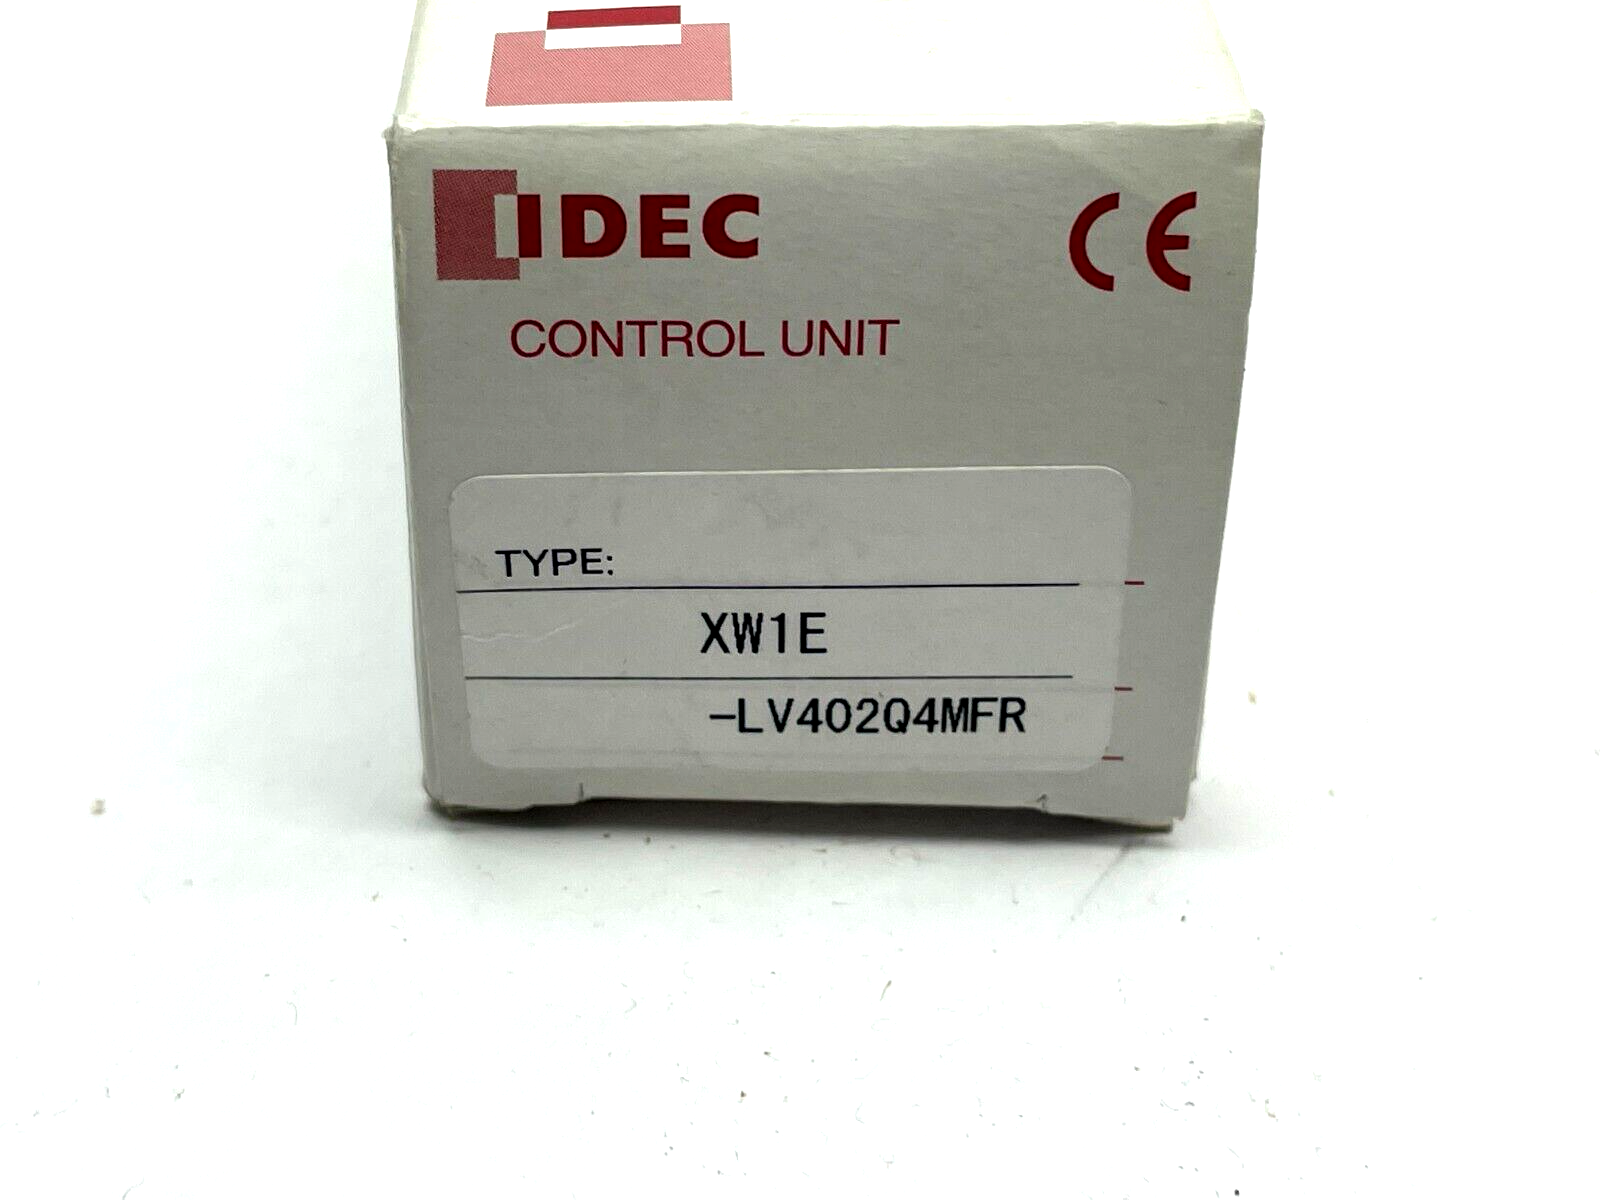 IDEC
CE
CONTROL UNIT
TYPE:
XW1E
-LV402Q4MFR